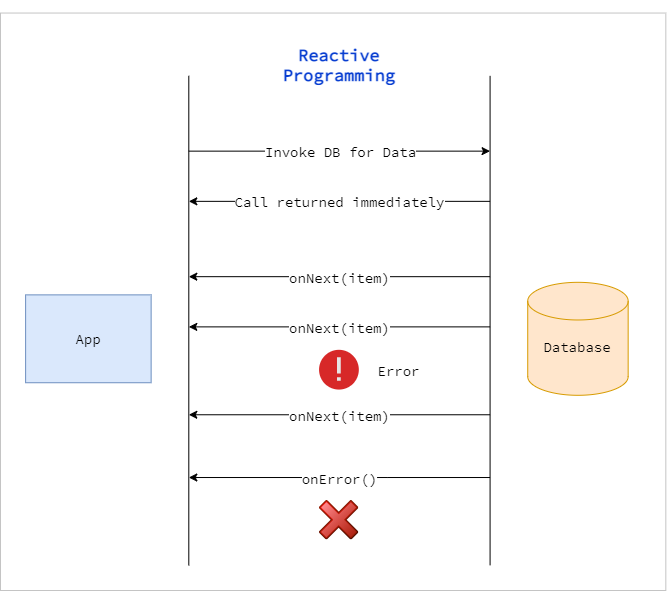 Reactive
Programming
Invoke DB for Data
Call returned immediately
onNext(item)
onNext(item)
App
Database
Error
onNext(item)
onError()